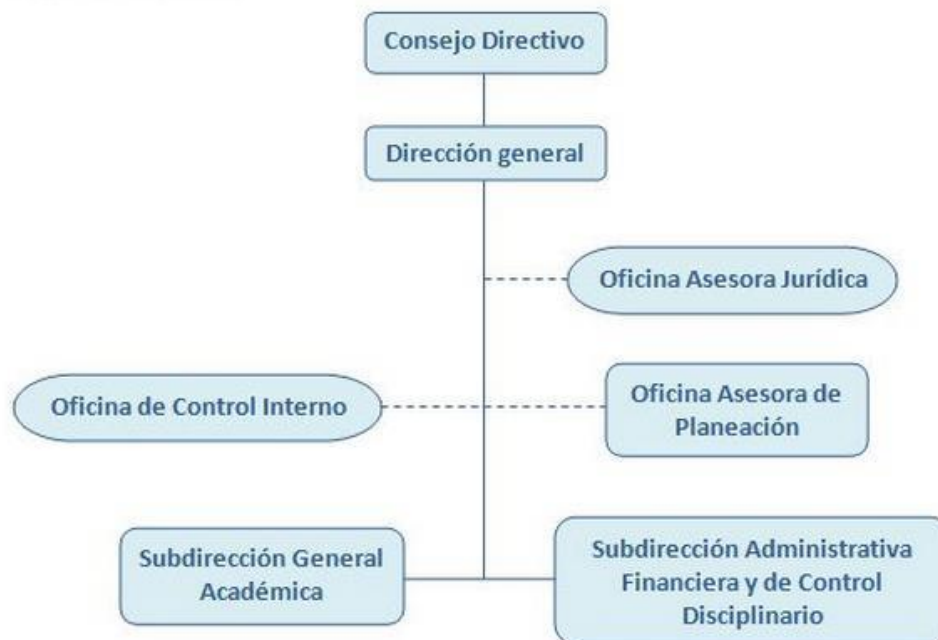 Consejo Directivo
Dirección general
Oficina Asesora Jurídica
Oficina de Control Interno
Oficina Asesora de
Planeación
Subdirección General
Académica
Subdirección Administrativa
Financiera y de Control
Disciplinario